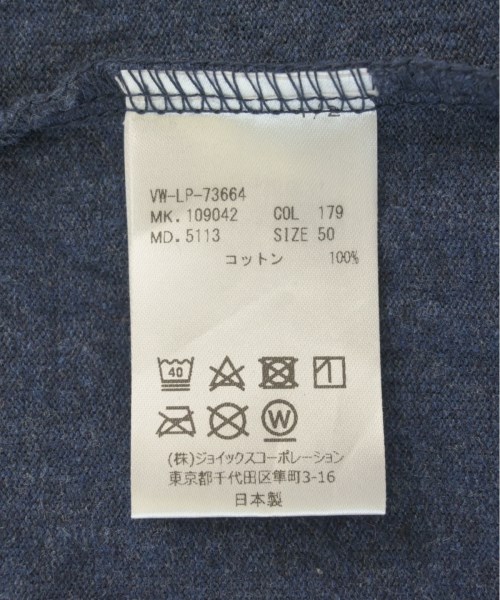 VW-LP-73664
MK. 109042 COL 179
MD. 5113 SIZE 50
コットン 100%
40
W
(株)ジョイックスコーポレーション
東京都千代田区隼町3-16
日本製